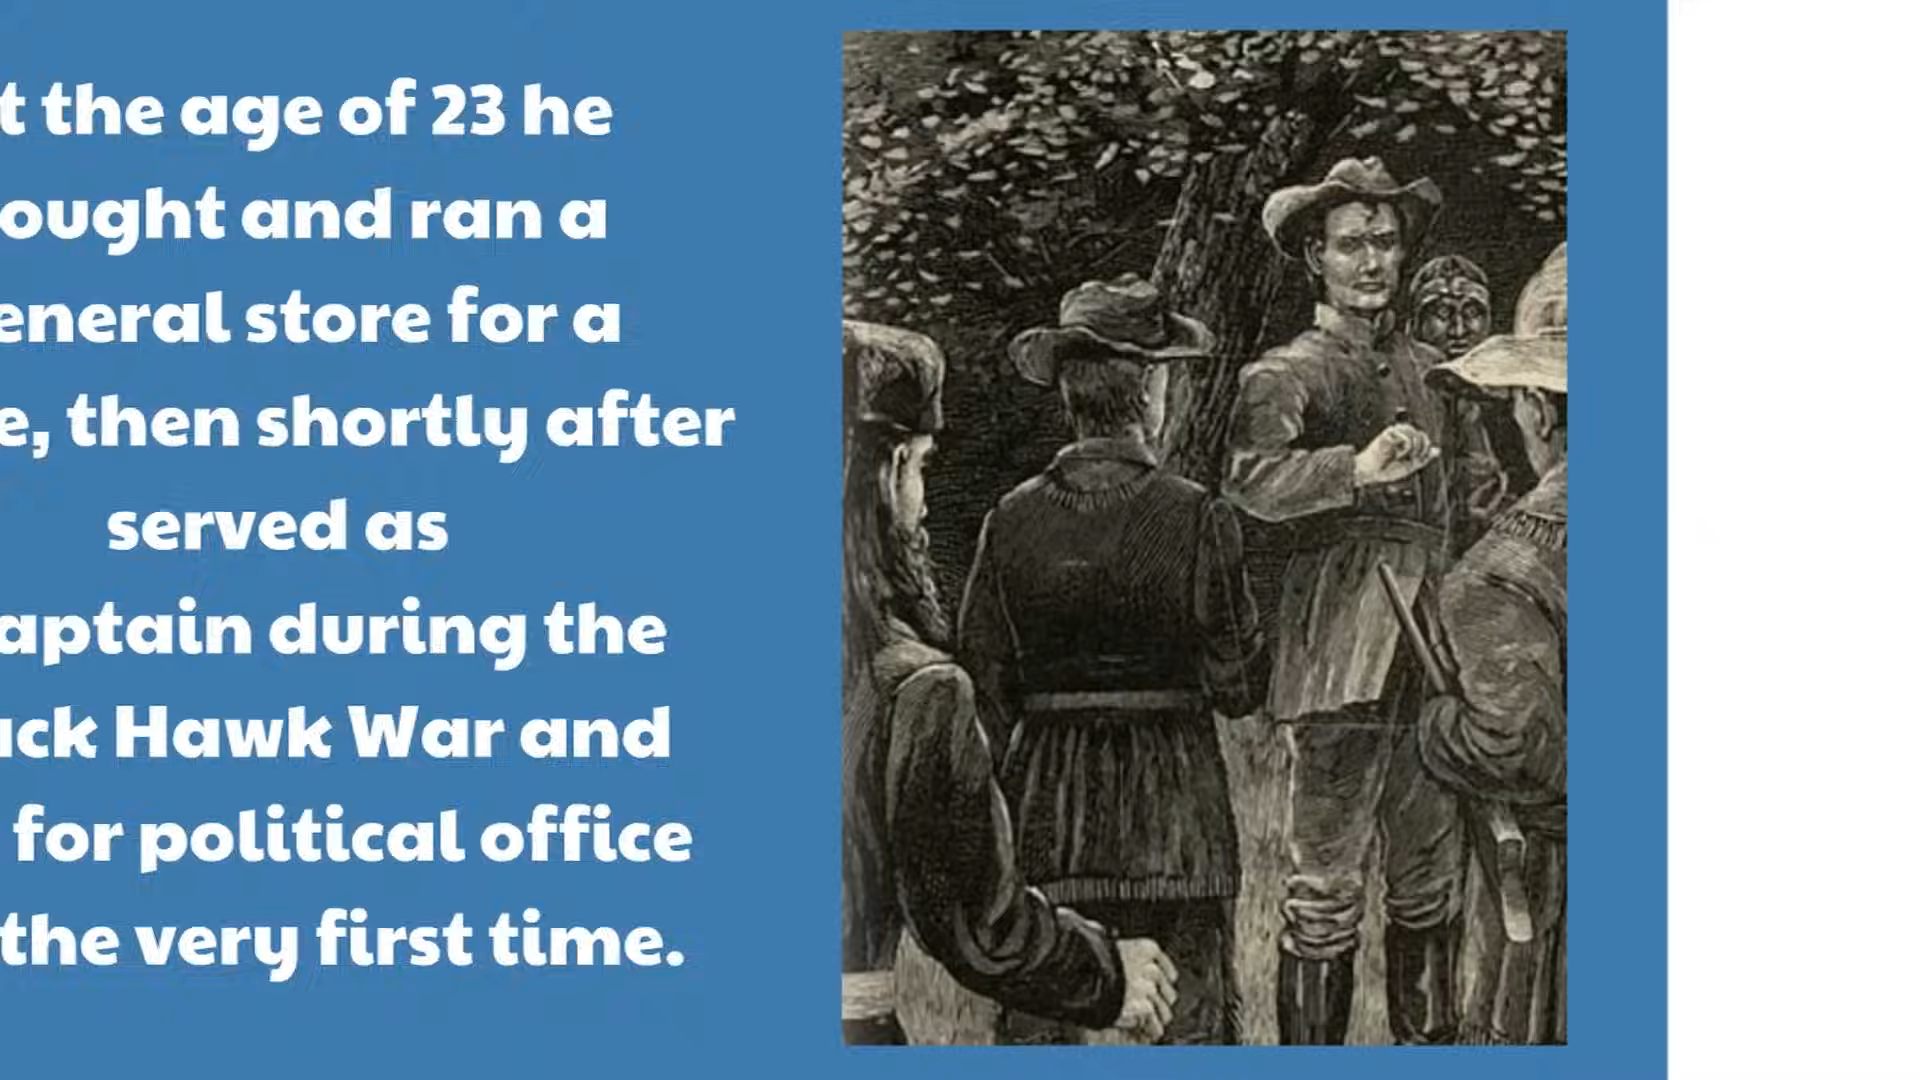 t the age of 23 he
ought and ran a
eneral store for a
e, then shortly after
served as
aptain during the
ack Hawk War and
for political office
the very first time.